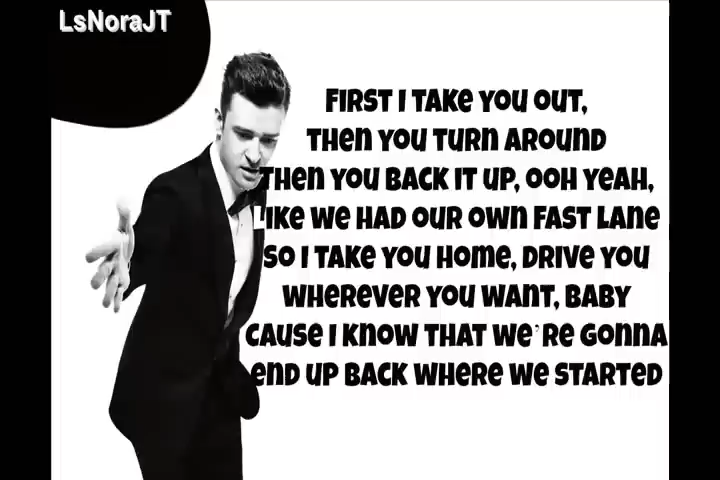 LsNoraJT
FIRST I TAKE YOU OUT,
THEN YOU TURN AROUND
THEN YOU BACK IT UP, OOH YEAH,
LIKE WE HAD OUR OWN FAST LANE
SO I TAKE YOU HOME, DRIVE YOU
WHEREVER YOU WANT, BABY
CAUSE I KNOW THAT WE'RE GONNA
END UP BACK WHERE WE STARTED